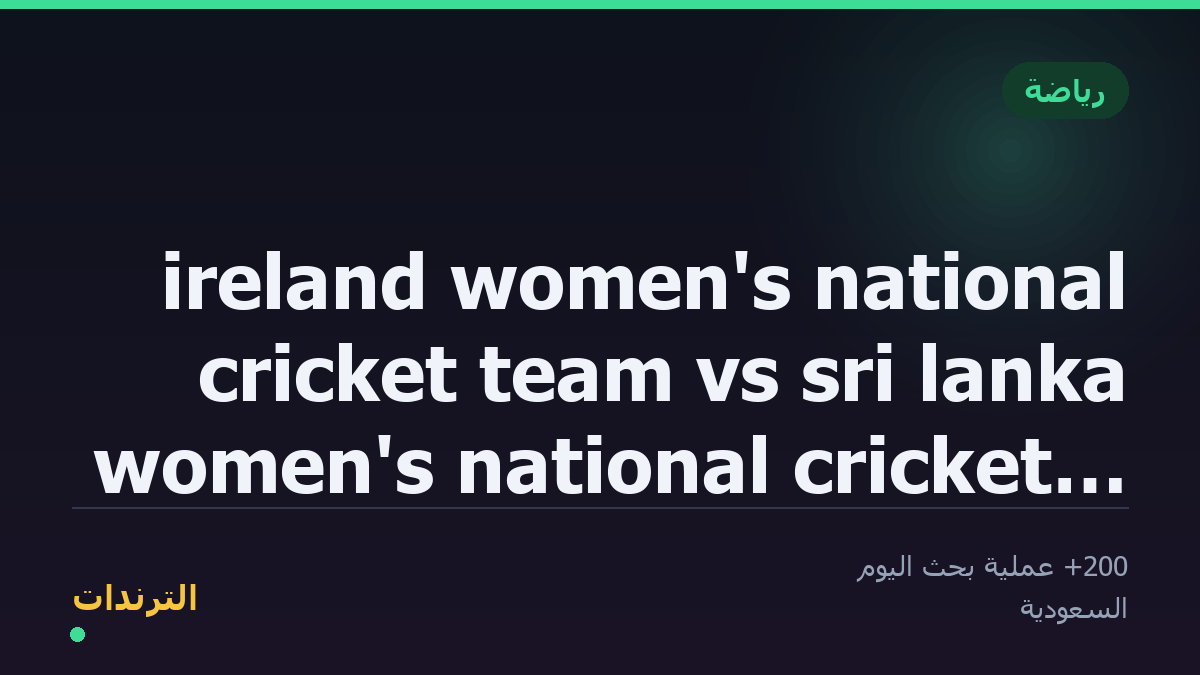 رياضة
ireland women's national
cricket team vs sri lanka
women's national cricket...
200+ عملية بحث اليوم
السعودية
الترندات